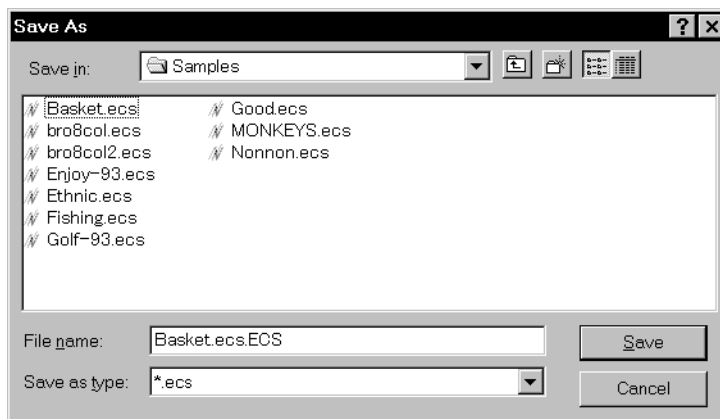 Save As
Save in: Samples
Basket.ecs Good.ecs
bro8col.ecs MONKEYS.ecs
bro8col2.ecs Nonnon.ecs
Enjoy-93.ecs
Ethnic.ecs
Fishing.ecs
Golf-93.ecs
File name: Basket.ecs.ECS Save
Save as type: *.ecs Cancel